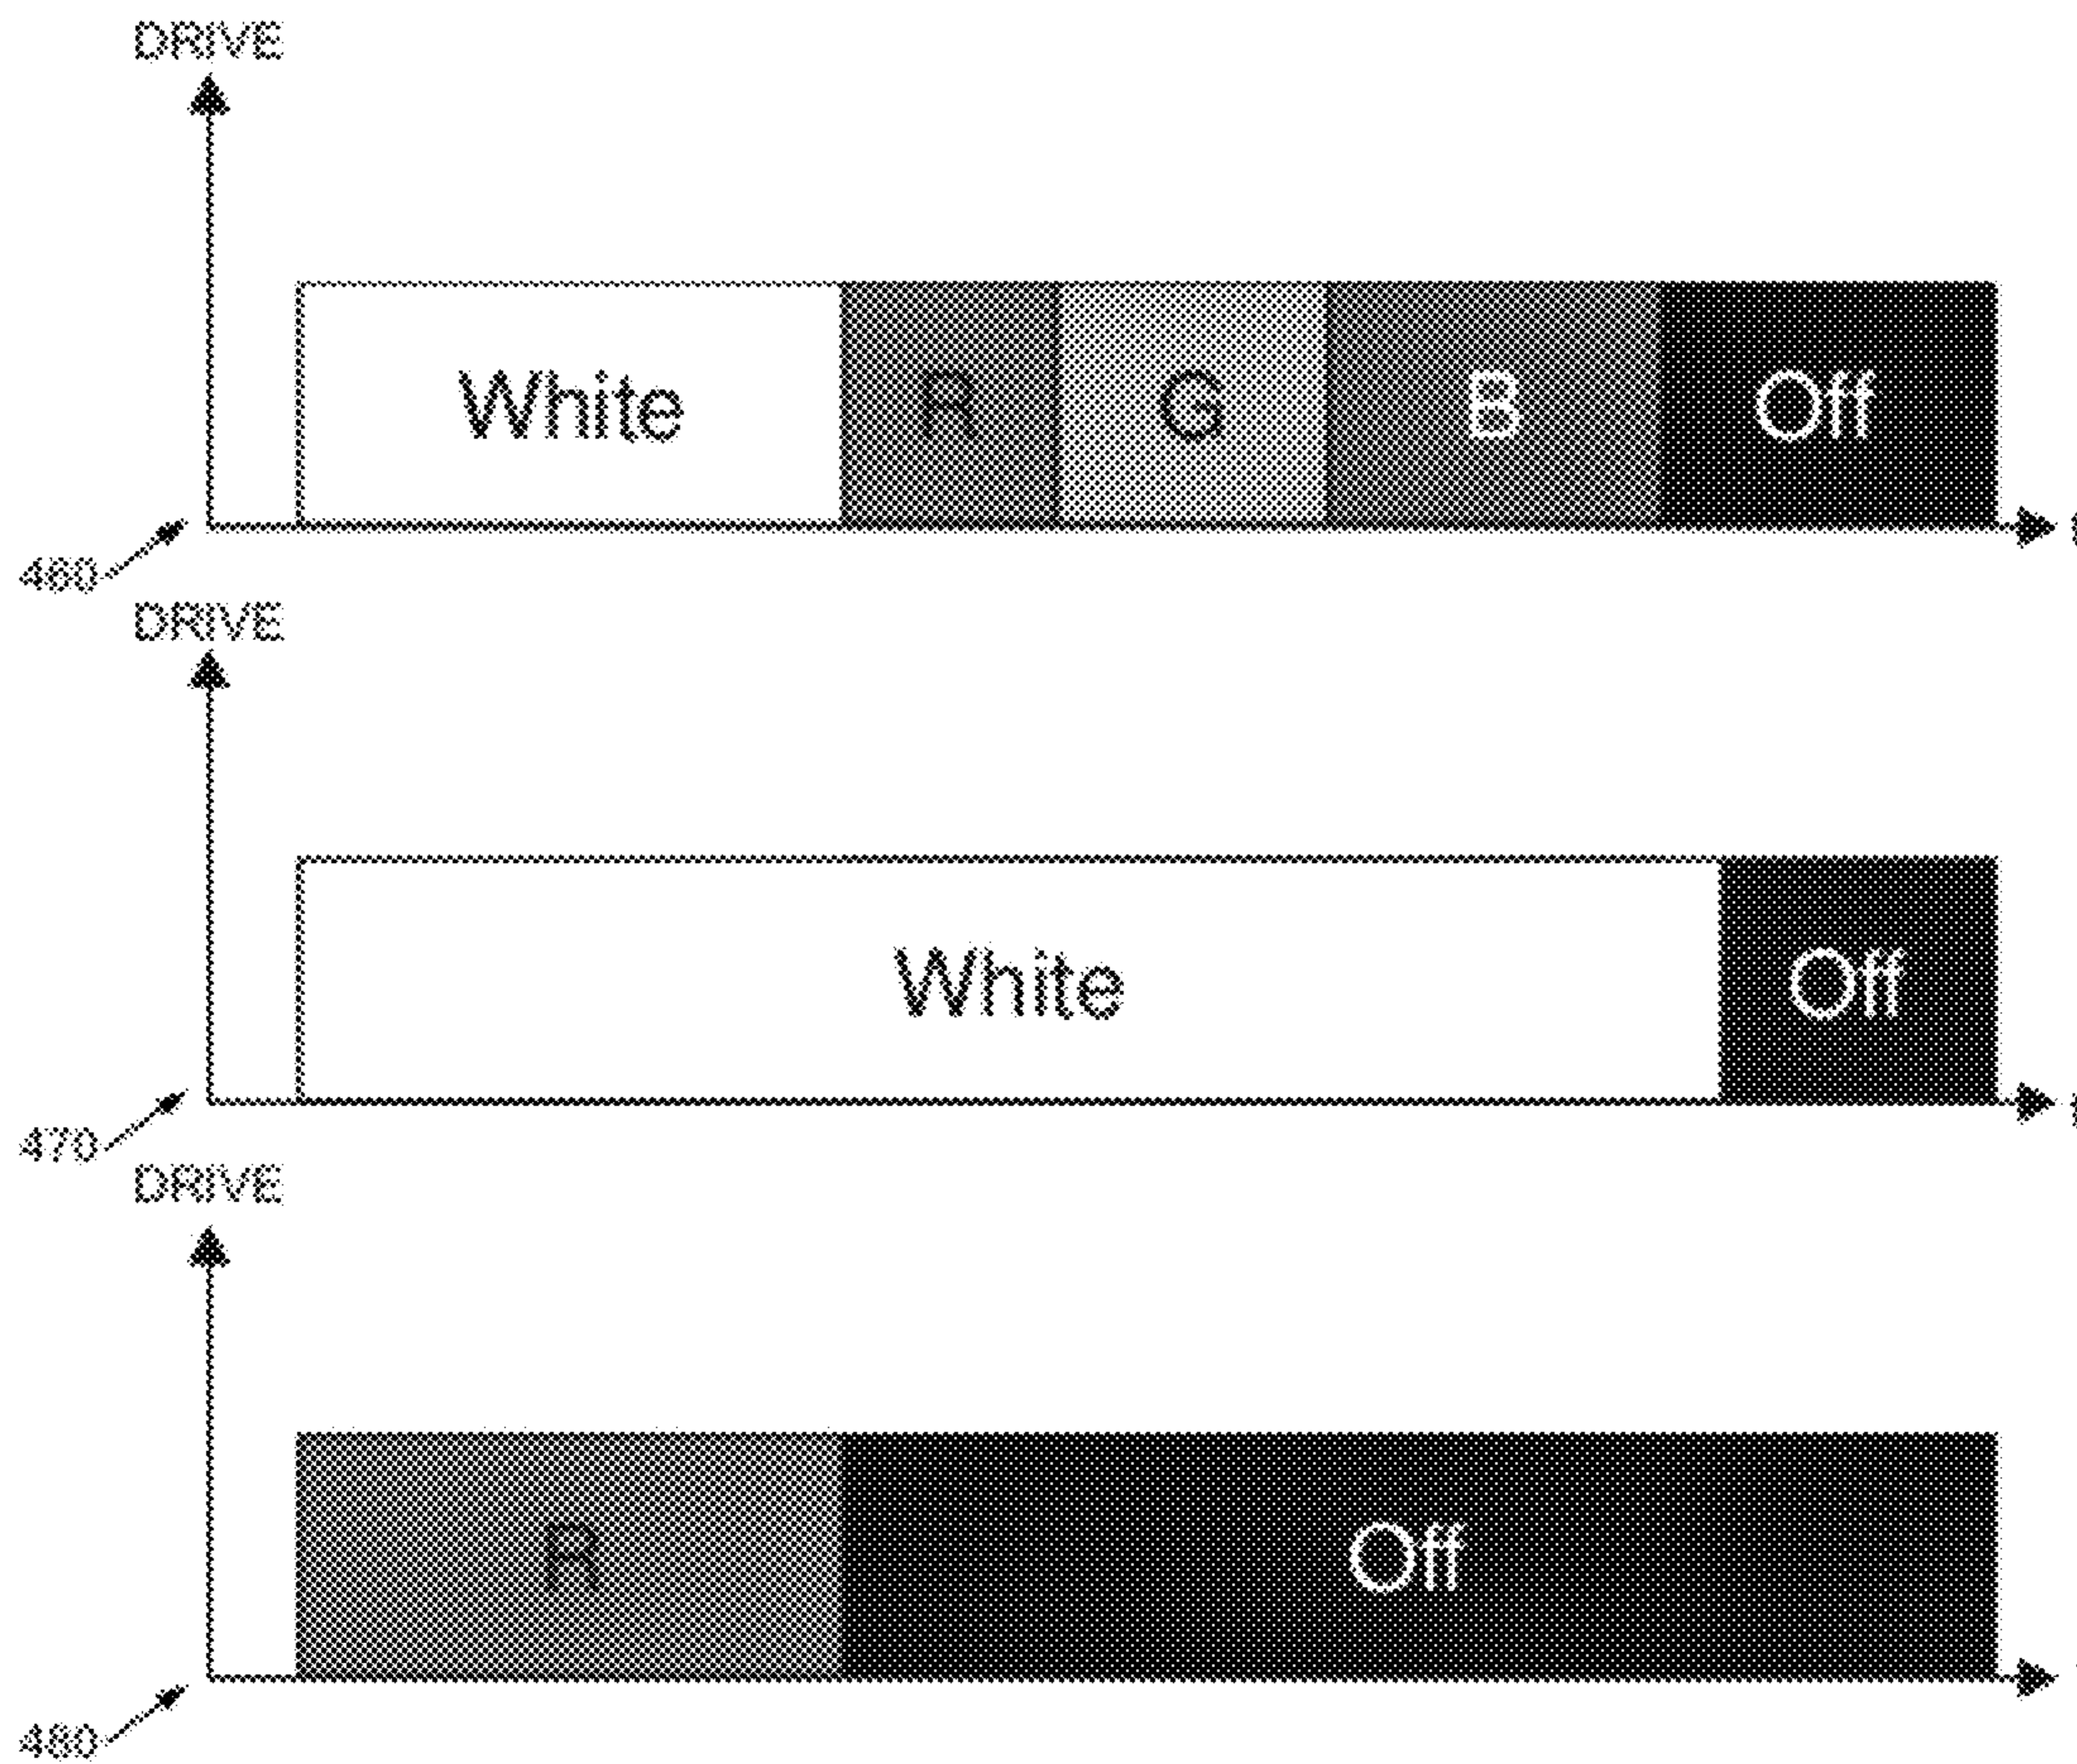 DRIVE
White R G B Off
460
DRIVE
White Off
470
DRIVE
R Off
480